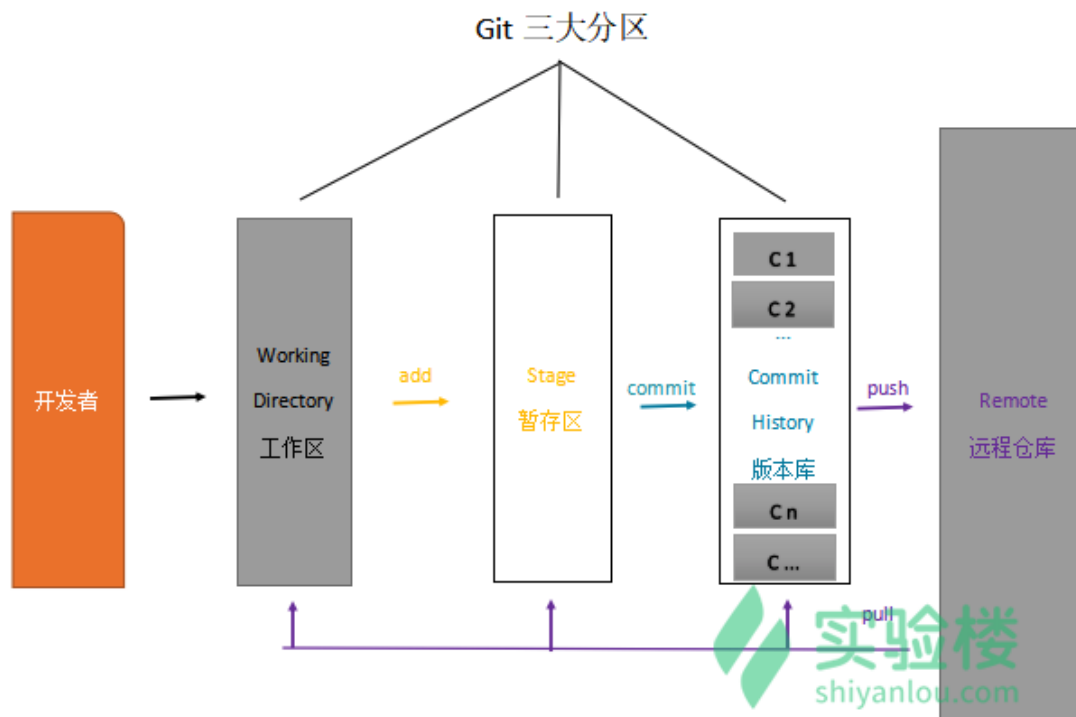 Git 三大分区
开发者
Working
Directory
工作区
add
Stage
暂存区
commit
C 1
C 2
...
Commit
History
版本库
C n
C ...
push
Remote
远程仓库
pull
实验楼
shiyanlou.com